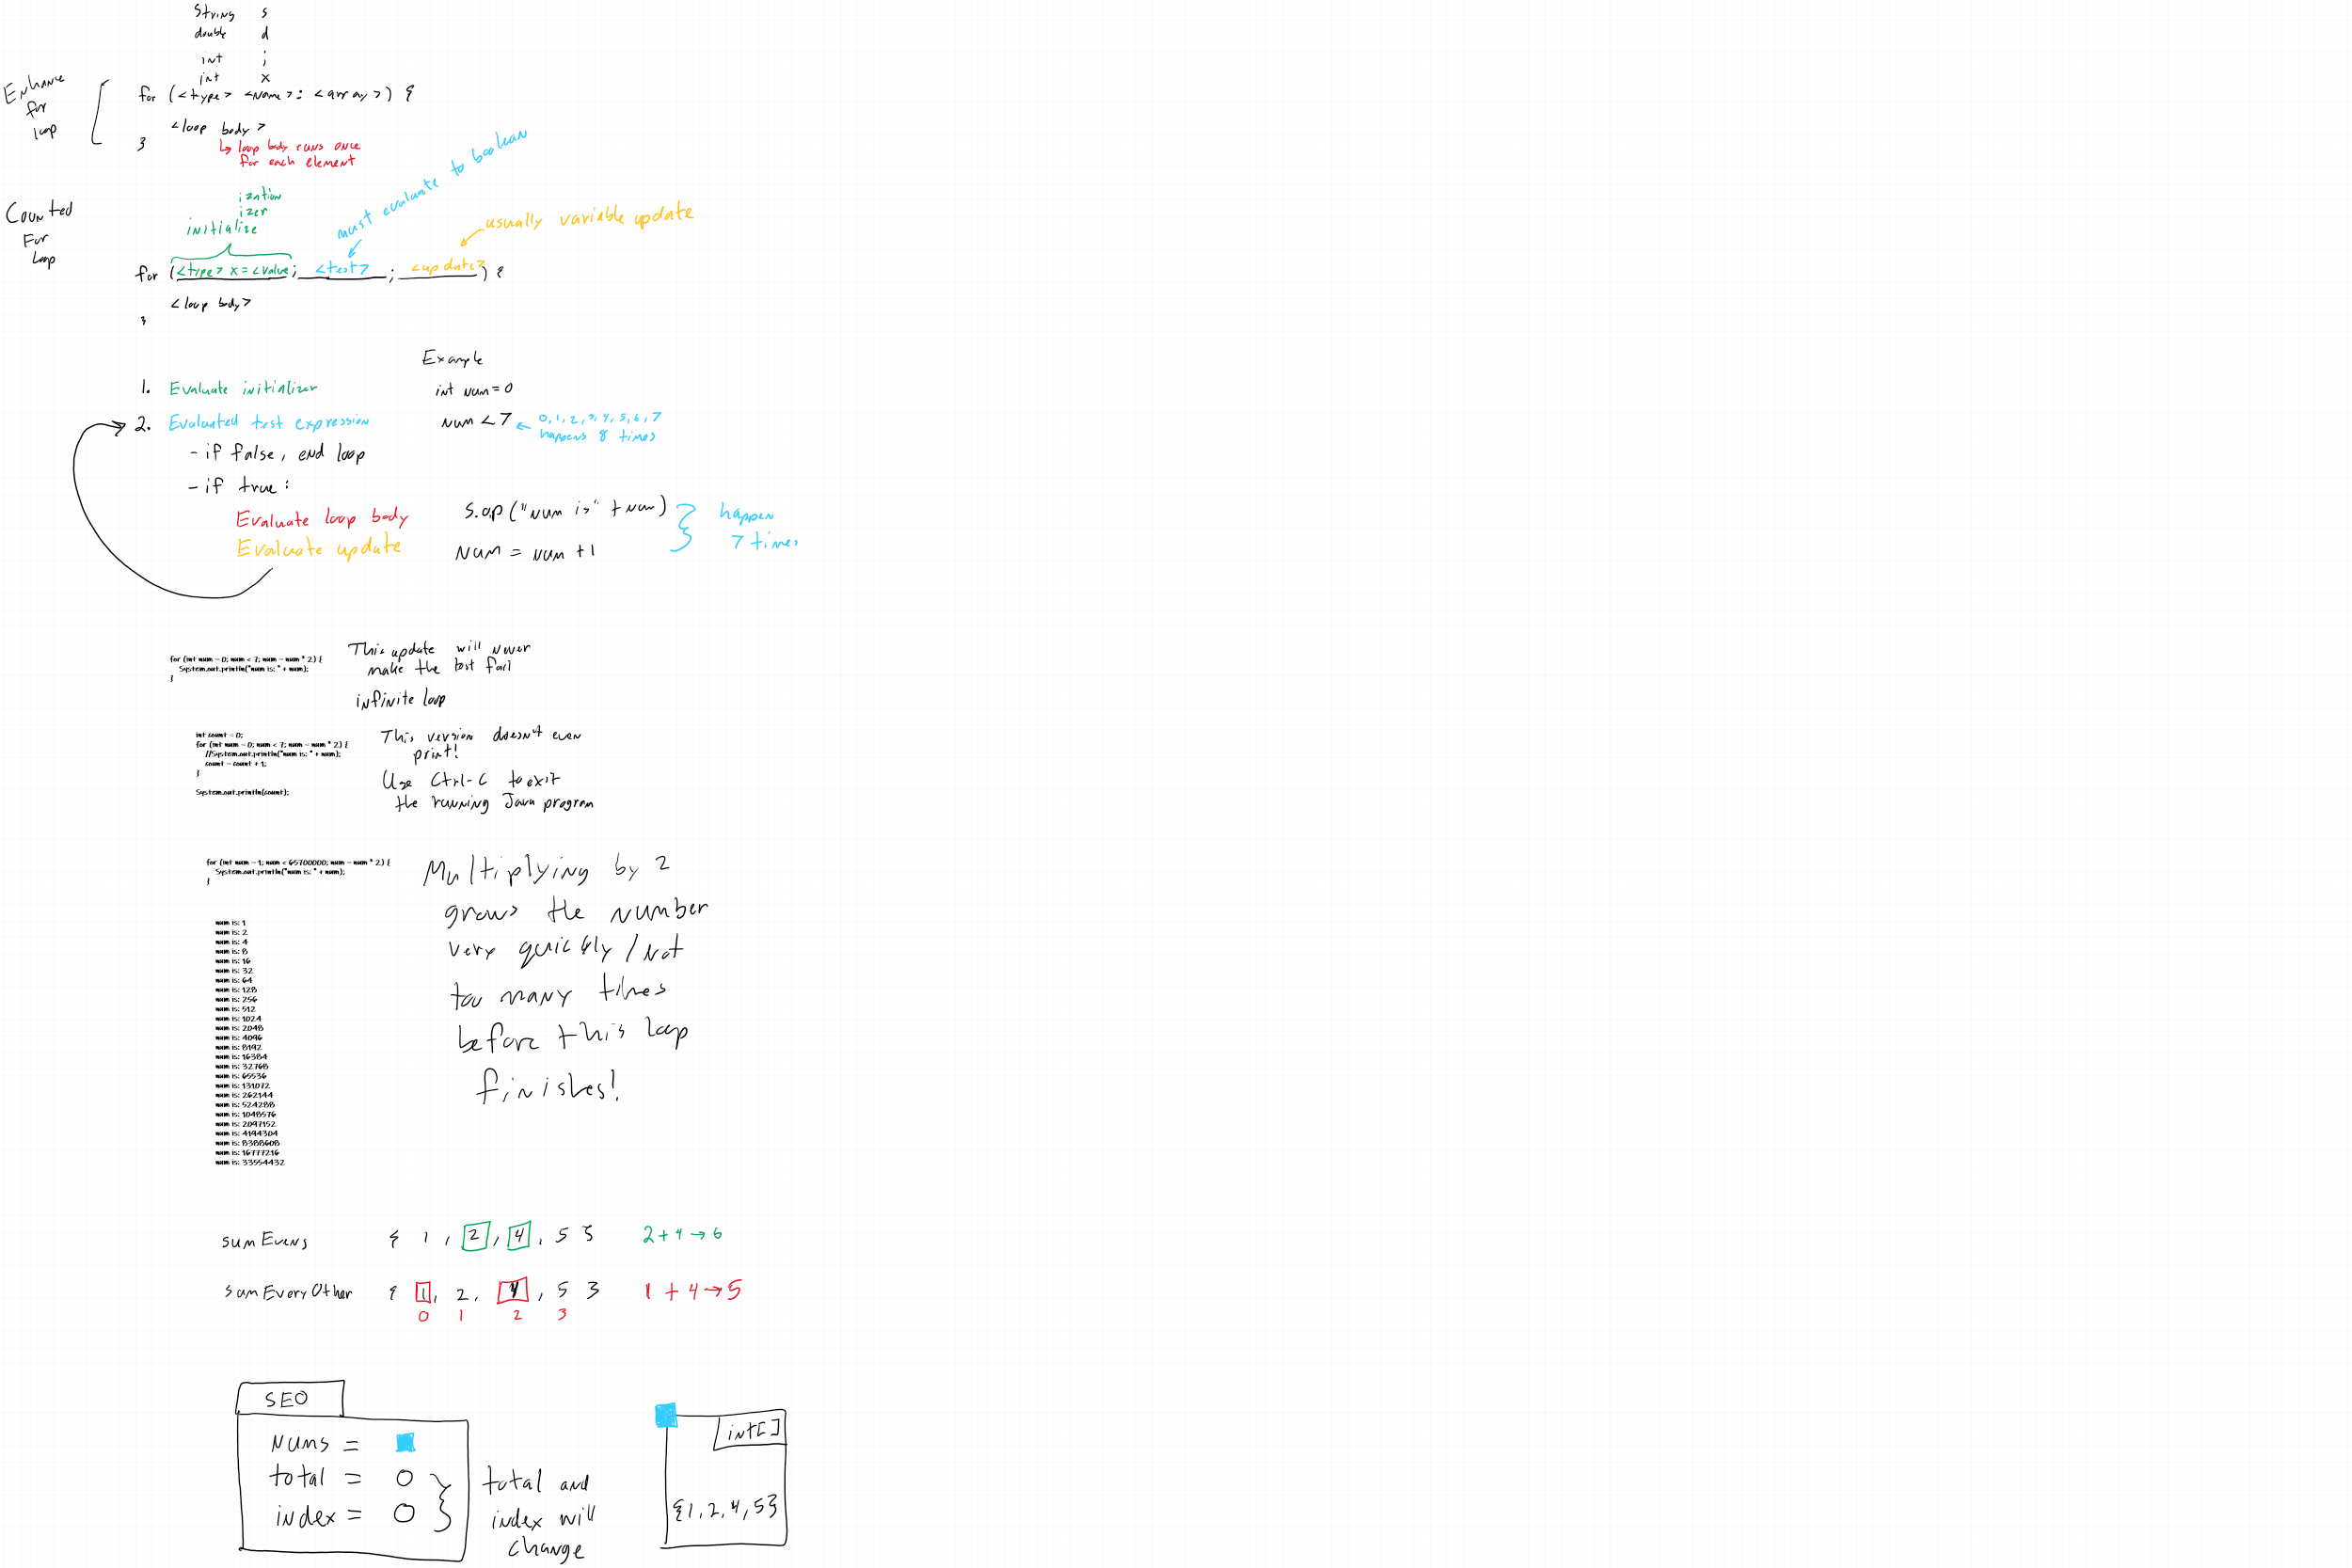 String s
double d
int i
int x
Enhance
for
loop
for (<type> <name>: <array>) {
<loop body>
}
↳ loop body runs once
for each element
Counted
For
Loop
ization
izer
initialize
must evaluate to boolean
usually variable update
for (<type> x = <value; <test> ; <update>) {
<loop body>
}
Example
1. Evaluate initializer
int num = 0
2. Evaluated test expression
num < 7
← 0, 1, 2, 3, 4, 5, 6, 7
happens 8 times
- if false, end loop
- if true:
Evaluate loop body
S.o.p("num is" + num)
Evaluate update
num = num + 1
happen
7 times
for (int num = 0; num < 7; num = num * 2) {
System.out.println("num is: " + num);
}
This update will never
make the test fail
infinite loop
int count = 0;
for (int num = 0; num < 7; num = num * 2) {
//System.out.println("num is: " + num);
count = count + 1;
}
System.out.println(count);
This version doesn't even
print!
Use Ctrl-C to exit
the running Java program
for (int num = 1; num < 65700000; num = num * 2) {
System.out.println("num is: " + num);
}
num is: 1
num is: 2
num is: 4
num is: 8
num is: 16
num is: 32
num is: 64
num is: 128
num is: 256
num is: 512
num is: 1024
num is: 2048
num is: 4096
num is: 8192
num is: 16384
num is: 32768
num is: 65536
num is: 131072
num is: 262144
num is: 524288
num is: 1048576
num is: 2097152
num is: 4194304
num is: 8388608
num is: 16777216
num is: 33554432
Multiplying by 2
grows the number
very quickly / not
too many times
before this loop
finishes!
sumEvens { 1, 2, 4, 5 } 2 + 4 → 6
sumEveryOther { 1, 2, 4, 5 } 1 + 4 → 5
0 1 2 3
SEO
nums =
total = 0
index = 0
total and
index will
change
int[]
{1, 2, 4, 5}